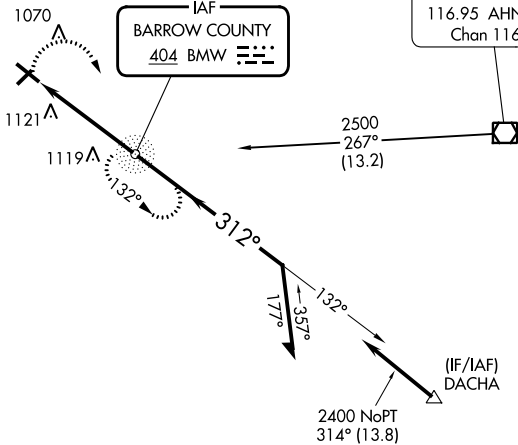 IAF
BARROW COUNTY
404 BMW
116.95 AHN
Chan 116
1070
1121
1119
2500
267°
(13.2)
132°
312°
132°
357°
177°
(IF/IAF)
DACHA
2400 NoPT
314° (13.8)